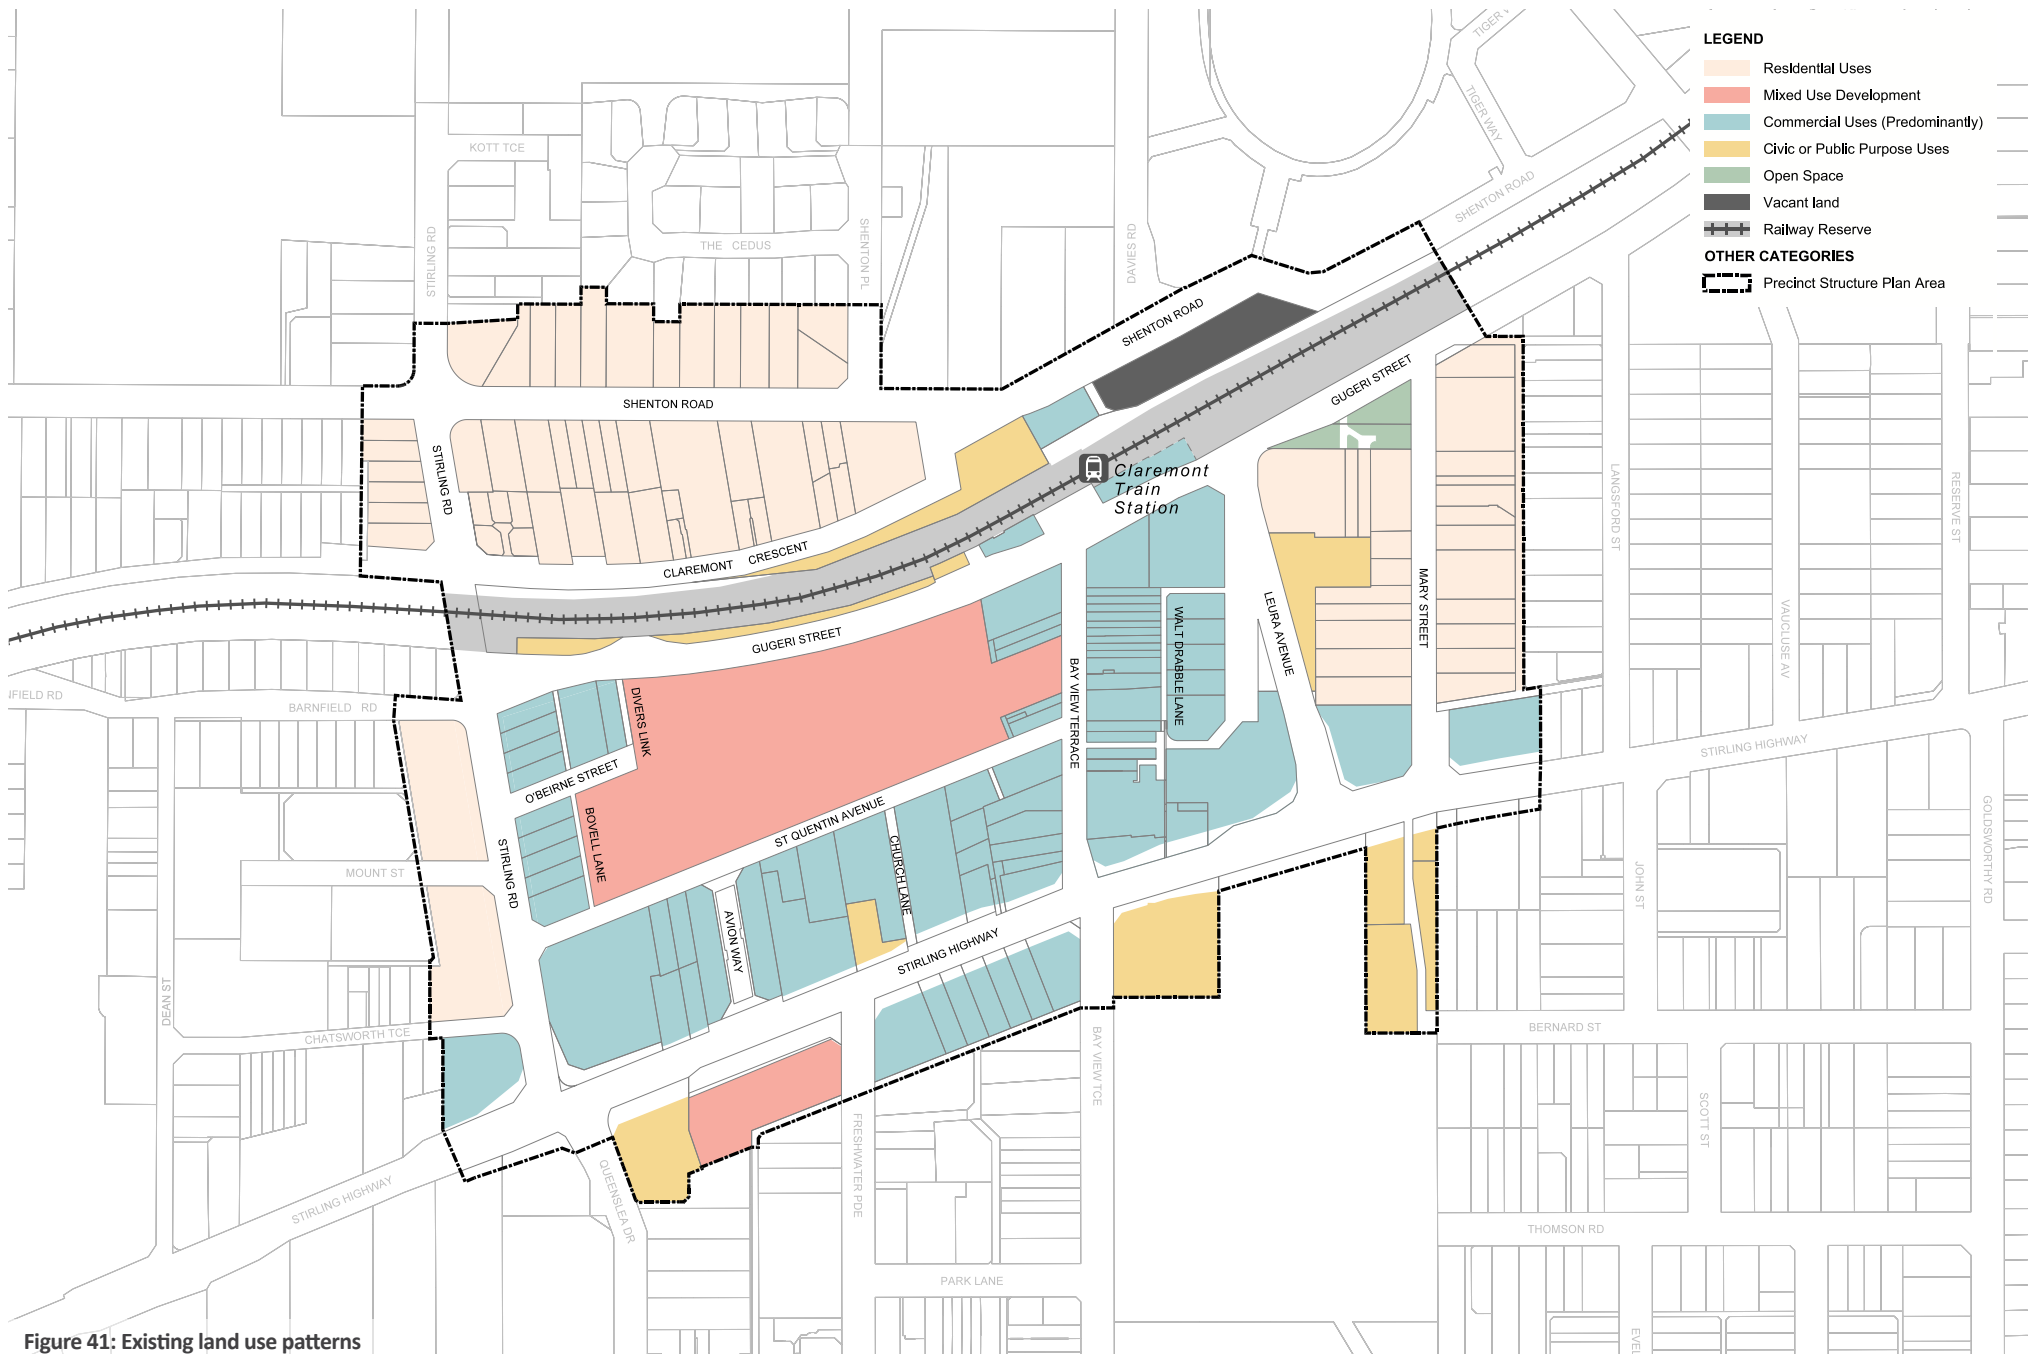 LEGEND
Residential Uses
Mixed Use Development
Commercial Uses (Predominantly)
Civic or Public Purpose Uses
Open Space
Vacant land
Railway Reserve
OTHER CATEGORIES
Precinct Structure Plan Area
TIGER
TIGER WAY
KOTT TCE
STIRLING RD
THE CEDUS
SHENTON PL
DAVIES RD
SHENTON ROAD
SHENTON ROAD
GUGERI STREET
SHENTON ROAD
STIRLING RD
Claremont
Train
Station
LANGSFORD ST
RESERVE ST
CLAREMONT CRESCENT
MARY STREET
LEURA AVENUE
WALT DRABBLE LANE
VAUCLUSE AV
GUGERI STREET
BAY VIEW TERRACE
DIVERS LINK
NFIELD RD
BARNFIELD RD
O'BEIRNE STREET
STIRLING HIGHWAY
BOVELL LANE
ST QUENTIN AVENUE
CHURCH LANE
STIRLING RD
MOUNT ST
GOLDSWORTHY RD
JOHN ST
AVION WAY
STIRLING HIGHWAY
DEAN ST
CHATSWORTH TCE
BERNARD ST
BAY VIEW TCE
SCOTT ST
FRESHWATER PDE
QUEENSLEA DR
STIRLING HIGHWAY
THOMSON RD
PARK LANE
EVEL
Figure 41: Existing land use patterns